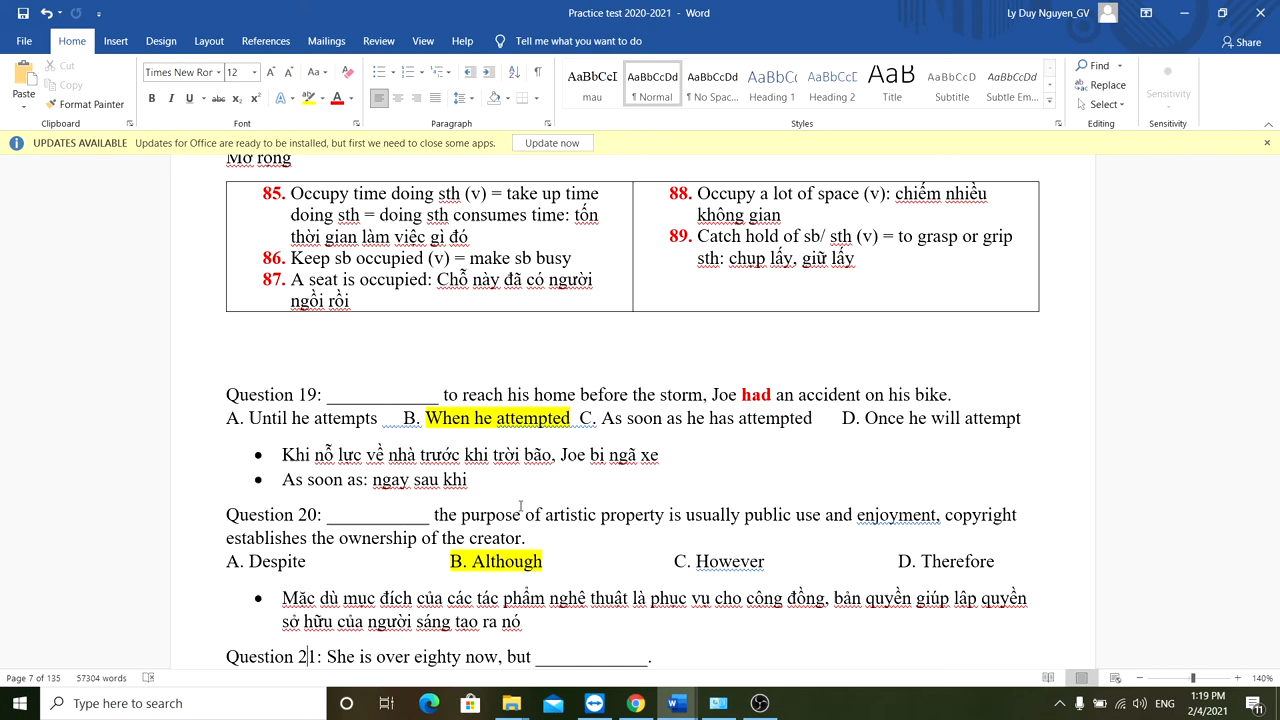 Practice test 2020-2021 - Word
Ly Duy Nguyen_GV
File Home Insert Design Layout References Mailings Review View Help Tell me what you want to do Share
Paste
Cut
Copy
Format Painter
Clipboard
Times New Ror 12 Aa
B I U abc x₂ x² A A
Font
Paragraph
AaBbCcI AaBbCcDd AaBbCcDd AaBbCc AaBbCcD AaB AaBbCcD AaBbCcDd
mau ¶ Normal ¶ No Spac... Heading 1 Heading 2 Title Subtitle Subtle Em...
Styles
Find
Replace
Select
Editing
Sensitivity
Sensitivity
UPDATES AVAILABLE Updates for Office are ready to be installed, but first we need to close some apps. Update now
Mở rộng
85. Occupy time doing sth (v) = take up time
doing sth = doing sth consumes time: tốn
thời gian làm việc gì đó
86. Keep sb occupied (v) = make sb busy
87. A seat is occupied: Chỗ này đã có người
ngồi rồi
88. Occupy a lot of space (v): chiếm nhiều
không gian
89. Catch hold of sb/ sth (v) = to grasp or grip
sth: chụp lấy, giữ lấy
Question 19: ____________ to reach his home before the storm, Joe had an accident on his bike.
A. Until he attempts B. When he attempted C. As soon as he has attempted D. Once he will attempt
• Khi nỗ lực về nhà trước khi trời bão, Joe bị ngã xe
• As soon as: ngay sau khi
Question 20: ___________ the purpose of artistic property is usually public use and enjoyment, copyright
establishes the ownership of the creator.
A. Despite B. Although C. However D. Therefore
• Mặc dù mục đích của các tác phẩm nghệ thuật là phục vụ cho cộng đồng, bản quyền giúp lập quyền
sở hữu của người sáng tạo ra nó
Question 21: She is over eighty now, but ____________.
Page 7 of 135 57304 words 140%
Type here to search
1:19 PM
2/4/2021
11